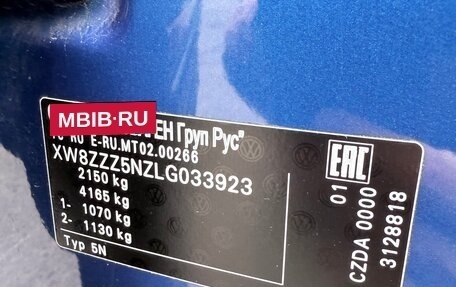 MBIB·RU
Груп Рус"
E-RU.MT02.00266
XW8ZZZ5NZLG033923
2150 kg
4165 kg
1- 1070 kg
2- 1130 kg
Typ 5N
EAC
01
CZDA 0000
3128818